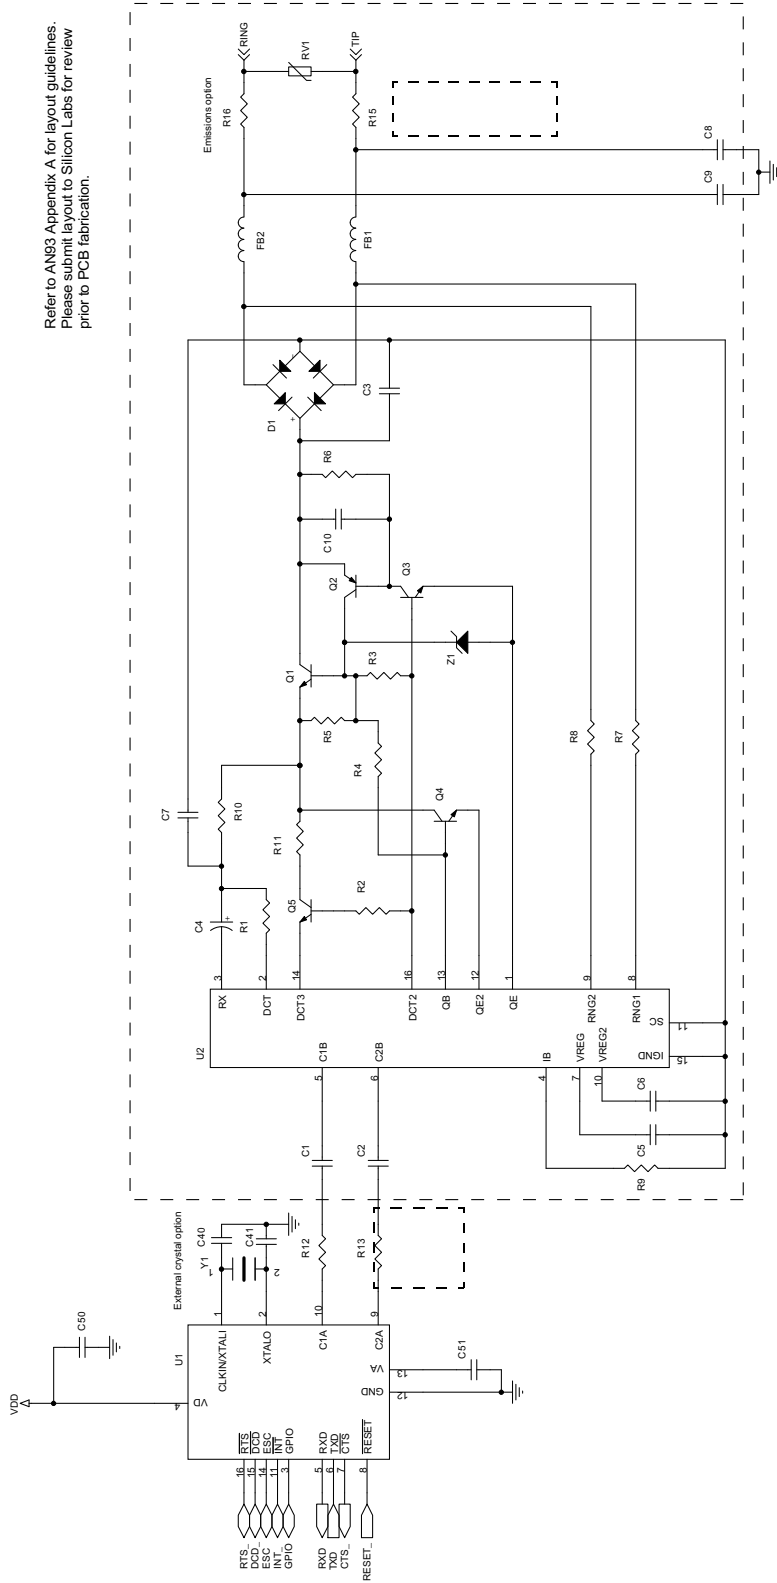 Refer to AN93 Appendix A for layout guidelines.
Please submit layout to Silicon Labs for review
prior to PCB fabrication.
VDD
C50
U1
VD
4
RTS_
DCD_
ESC
INT_
GPIO
16
15
14
11
3
RTS
DCD
ESC
INT
GPIO
RXD
TXD
CTS_
5
6
7
RXD
TXD
CTS
RESET_
8
RESET
CLKIN/XTALI
1
XTALO
2
C1A
10
C2A
9
VA
13
GND
12
C51
External crystal option
Y1
1
2
C40
C41
R12
R13
C1
C2
U2
C1B
5
C2B
6
IB
4
VREG
7
VREG2
10
IGND
15
SC
11
R9
C5
C6
RX
3
DCT
2
DCT3
14
DCT2
16
QB
13
QE2
12
QE
1
RNG2
9
RNG1
8
C4
+
R1
C7
R10
R11
Q5
R2
Q4
R4
R5
Q1
R3
Z1
Q2
Q3
C10
R6
D1
+
-
C3
R8
R7
FB2
FB1
C9
C8
Emissions option
R16
R15
RV1
RING
TIP